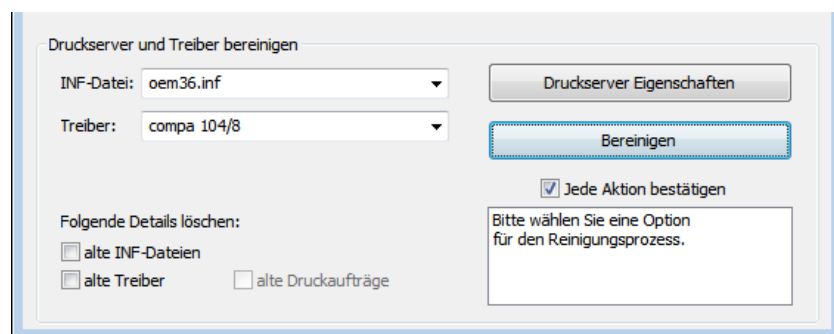 Druckserver und Treiber bereinigen
INF-Datei: oem36.inf
Druckserver Eigenschaften
Treiber: compa 104/8
Bereinigen
Jede Aktion bestätigen
Folgende Details löschen:
Bitte wählen Sie eine Option
für den Reinigungsprozess.
alte INF-Dateien
alte Treiber alte Druckaufträge